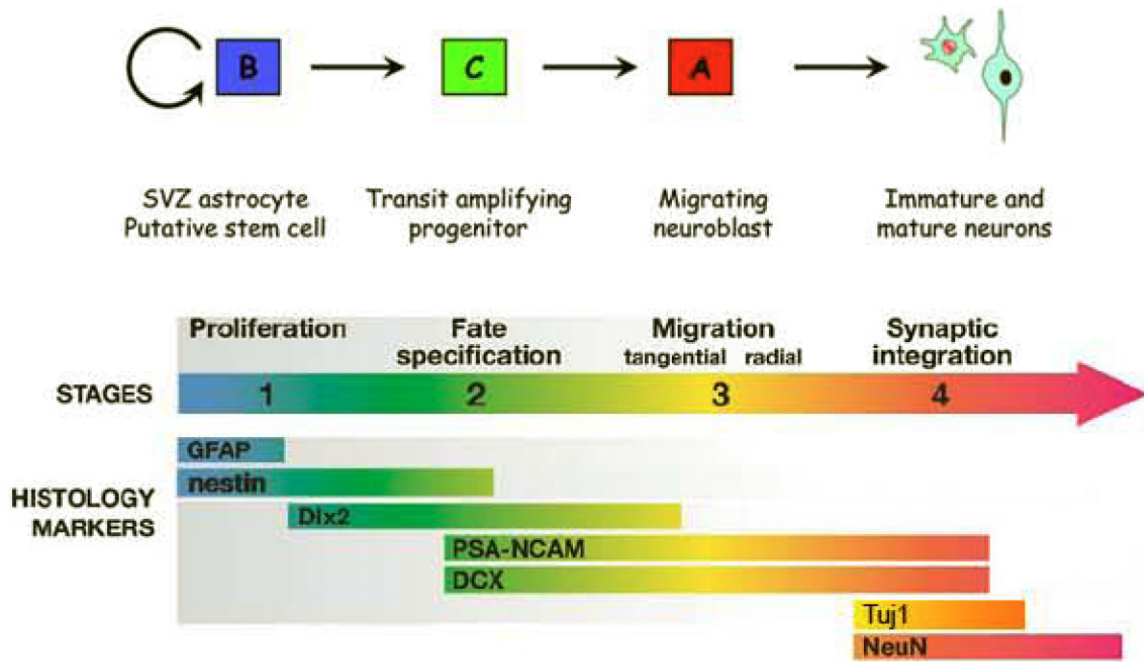 B
C
A
SVZ astrocyte
Putative stem cell
Transit amplifying
progenitor
Migrating
neuroblast
Immature and
mature neurons
Proliferation
Fate
specification
Migration
tangential radial
Synaptic
integration
STAGES
1
2
3
4
HISTOLOGY
MARKERS
GFAP
nestin
Dlx2
PSA-NCAM
DCX
Tuj1
NeuN